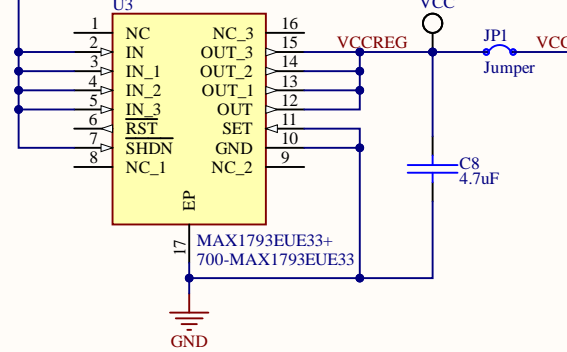 U3
VCC
1 NC NC_3 16
2 IN OUT_3 15
3 IN_1 OUT_2 14
4 IN_2 OUT_1 13
5 IN_3 OUT 12
6 RST SET 11
7 SHDN GND 10
8 NC_1 NC_2 9
EP
17
VCCREG
JP1
VCC
Jumper
C8
4.7uF
MAX1793EUE33+
700-MAX1793EUE33
GND